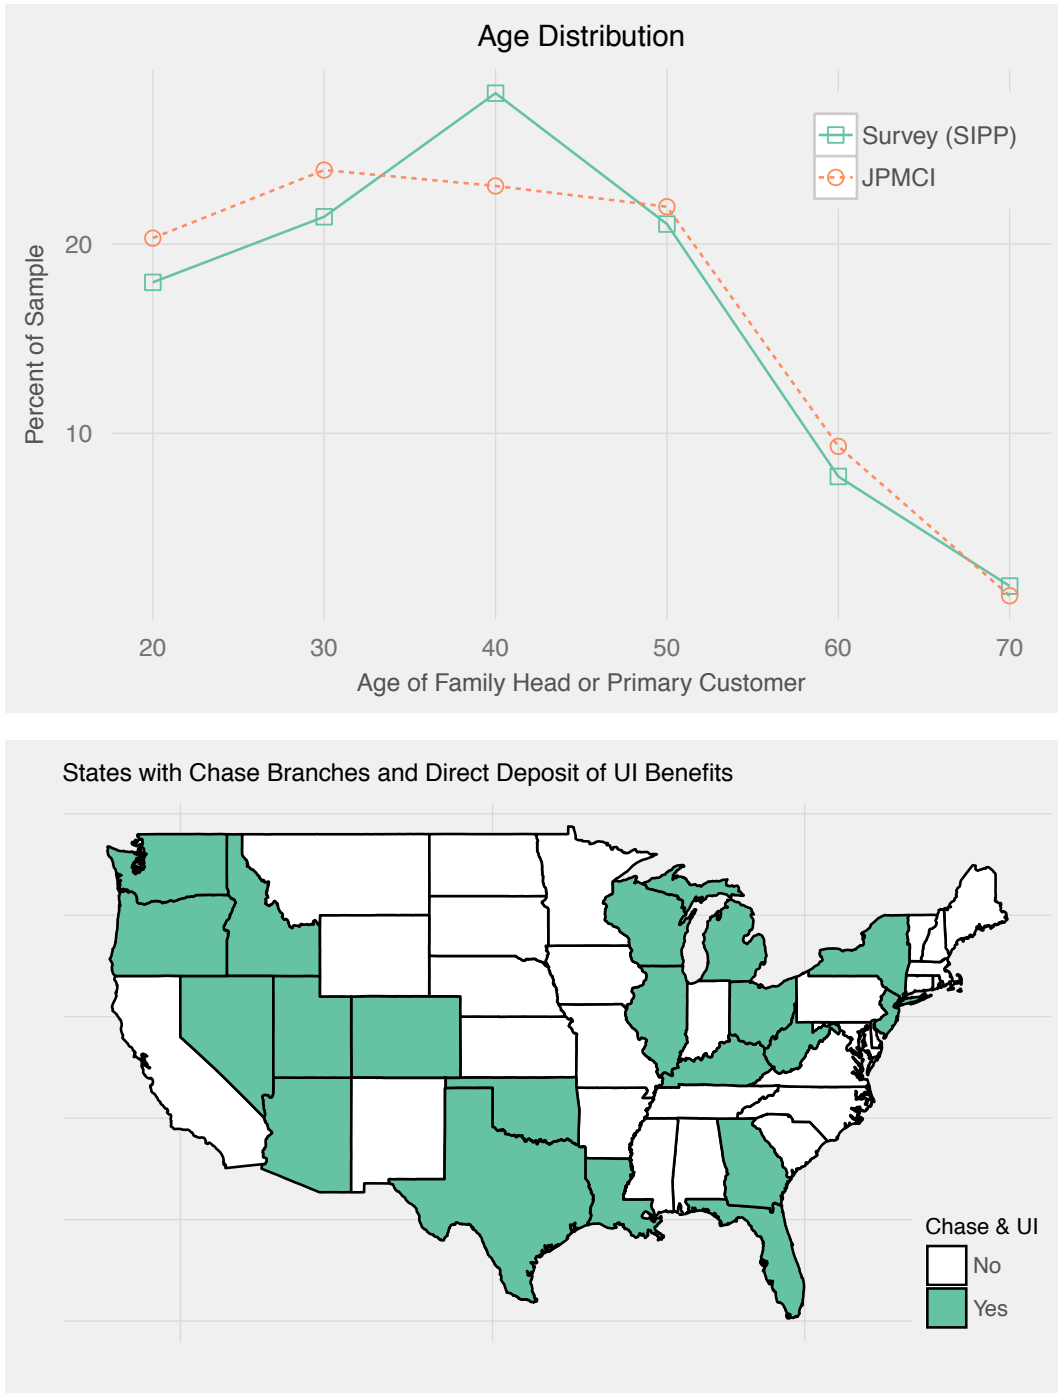 Age Distribution
Survey (SIPP)
JPMCI
Percent of Sample
20
10
20 30 40 50 60 70
Age of Family Head or Primary Customer
States with Chase Branches and Direct Deposit of UI Benefits
Chase & UI
No
Yes